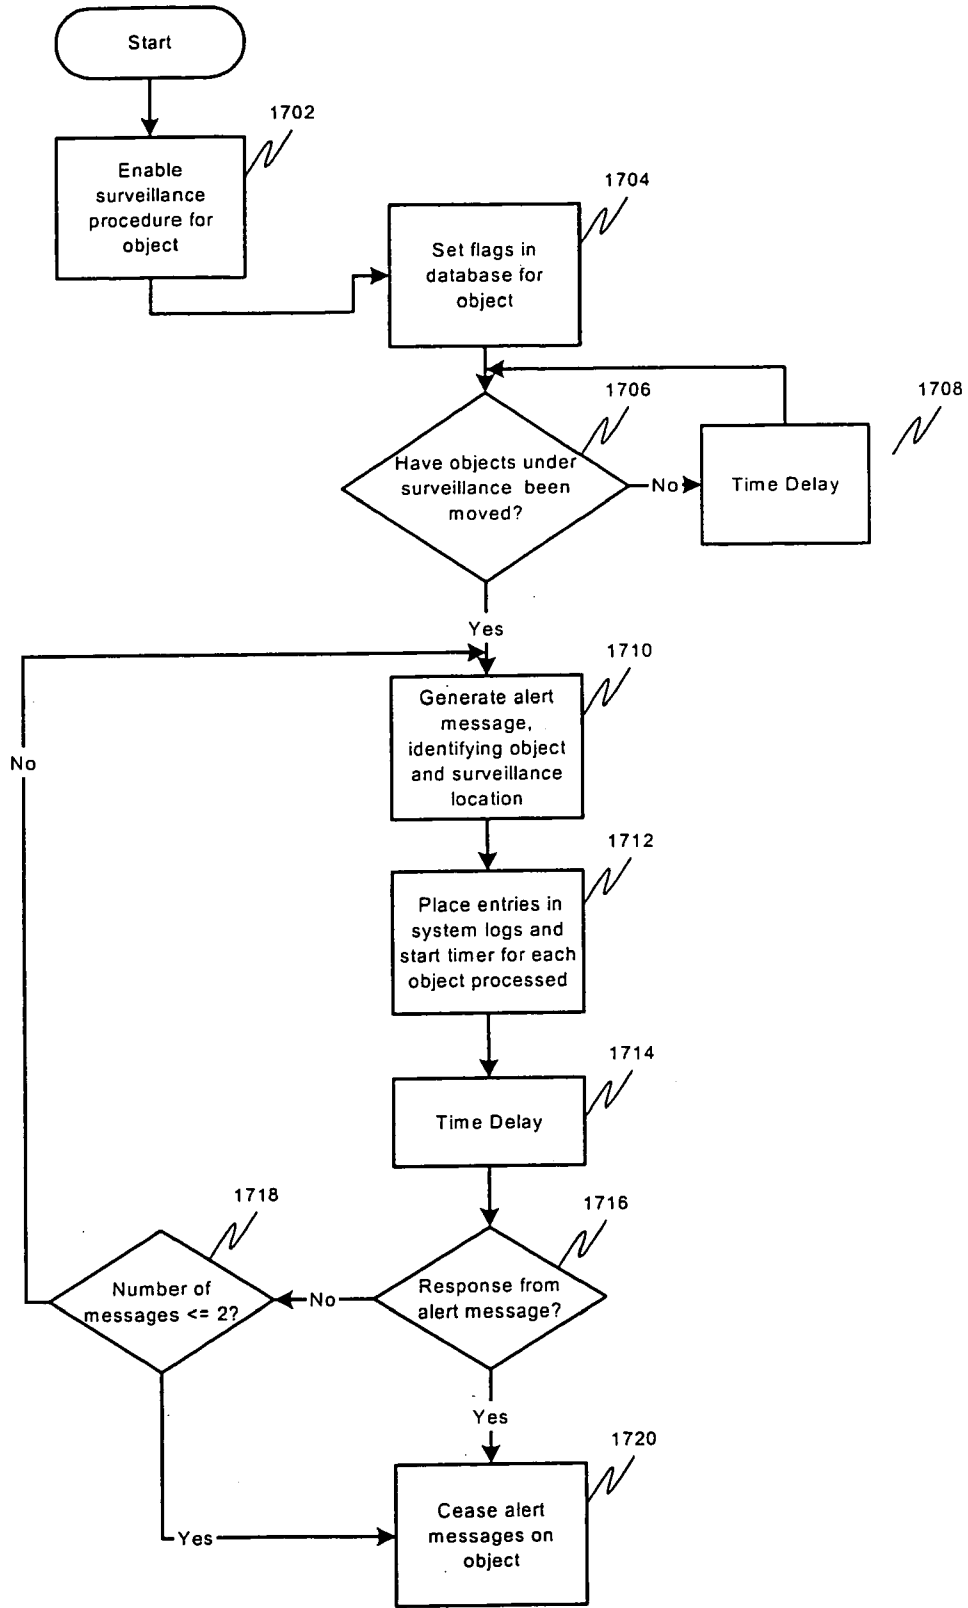 Start
1702
Enable
surveillance
procedure for
object
1704
Set flags in
database for
object
1706
Have objects under
surveillance been
moved?
No
1708
Time Delay
Yes
1710
Generate alert
message,
identifying object
and surveillance
location
No
1712
Place entries in
system logs and
start timer for each
object processed
1714
Time Delay
1716
Response from
alert message?
No
1718
Number of
messages <= 2?
Yes
Yes
1720
Cease alert
messages on
object